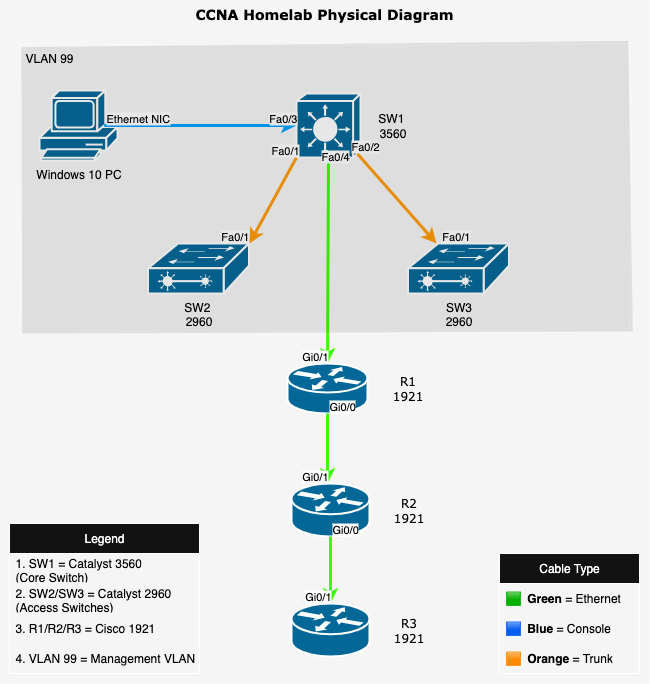 CCNA Homelab Physical Diagram
VLAN 99
Ethernet NIC
Fa0/3
SW1
3560
Fa0/1
Fa0/4
Fa0/2
Windows 10 PC
Fa0/1
Fa0/1
SW2
2960
SW3
2960
Gi0/1
R1
1921
Gi0/0
Gi0/1
R2
1921
Gi0/0
Gi0/1
R3
1921
Legend
1. SW1 = Catalyst 3560
(Core Switch)
2. SW2/SW3 = Catalyst 2960
(Access Switches)
3. R1/R2/R3 = Cisco 1921
4. VLAN 99 = Management VLAN
Cable Type
Green = Ethernet
Blue = Console
Orange = Trunk